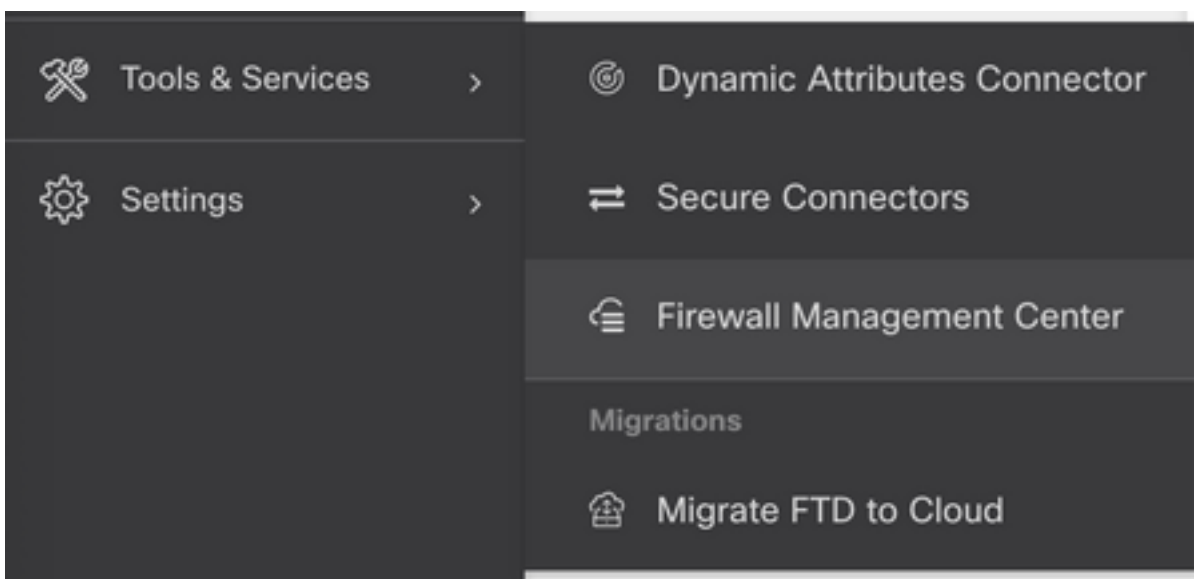 Tools & Services
Settings
Dynamic Attributes Connector
Secure Connectors
Firewall Management Center
Migrations
Migrate FTD to Cloud